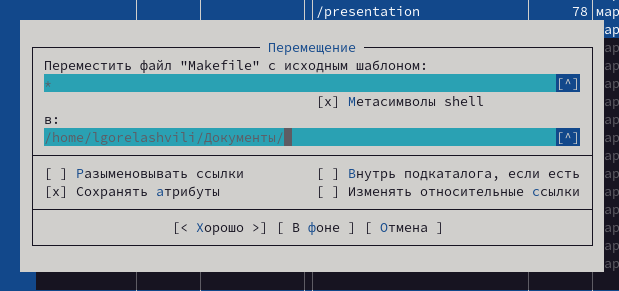 /presentation 78 мар
ар
Перемещение
Переместить файл "Makefile" с исходным шаблоном:
* [^]
[x] Метасимволы shell
в:
/home/lgorelashvili/Документы/ [^]
[ ] Разыменовывать ссылки [ ] Внутрь подкаталога, если есть
[x] Сохранять атрибуты [ ] Изменять относительные ссылки
[< Хорошо >] [ В фоне ] [ Отмена ]